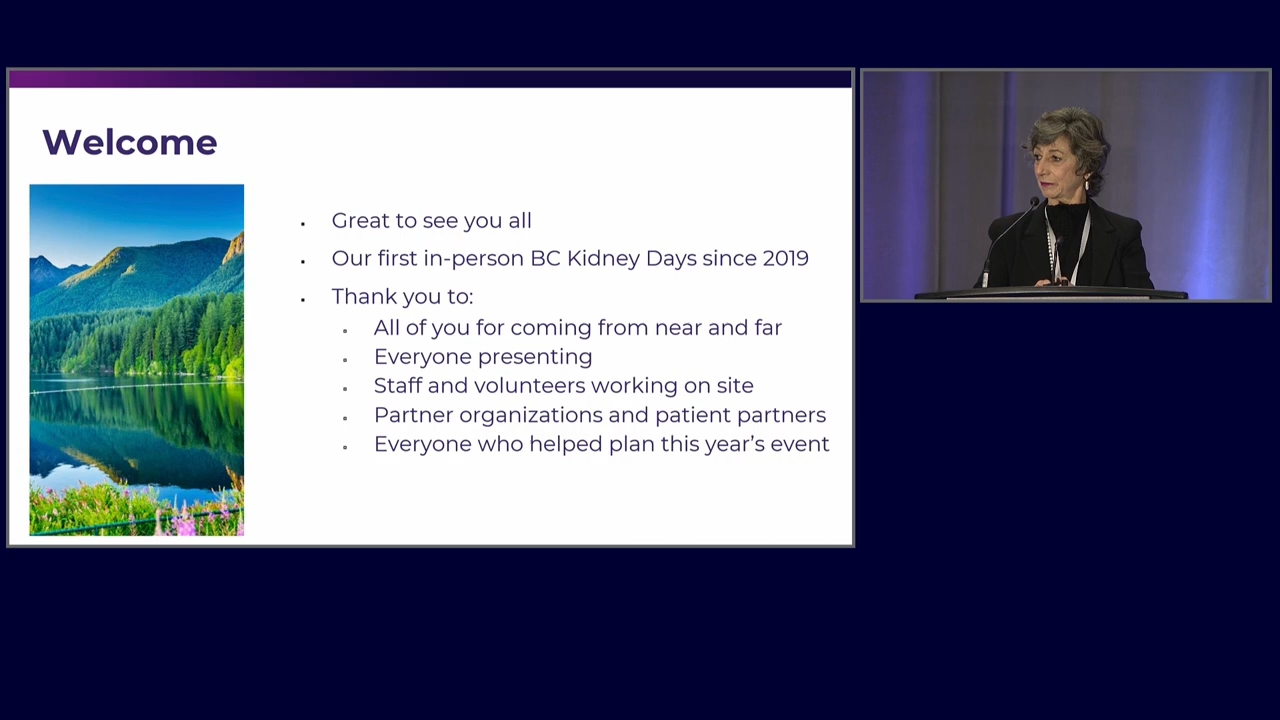 Welcome
Great to see you all
Our first in-person BC Kidney Days since 2019
Thank you to:
All of you for coming from near and far
Everyone presenting
Staff and volunteers working on site
Partner organizations and patient partners
Everyone who helped plan this year’s event